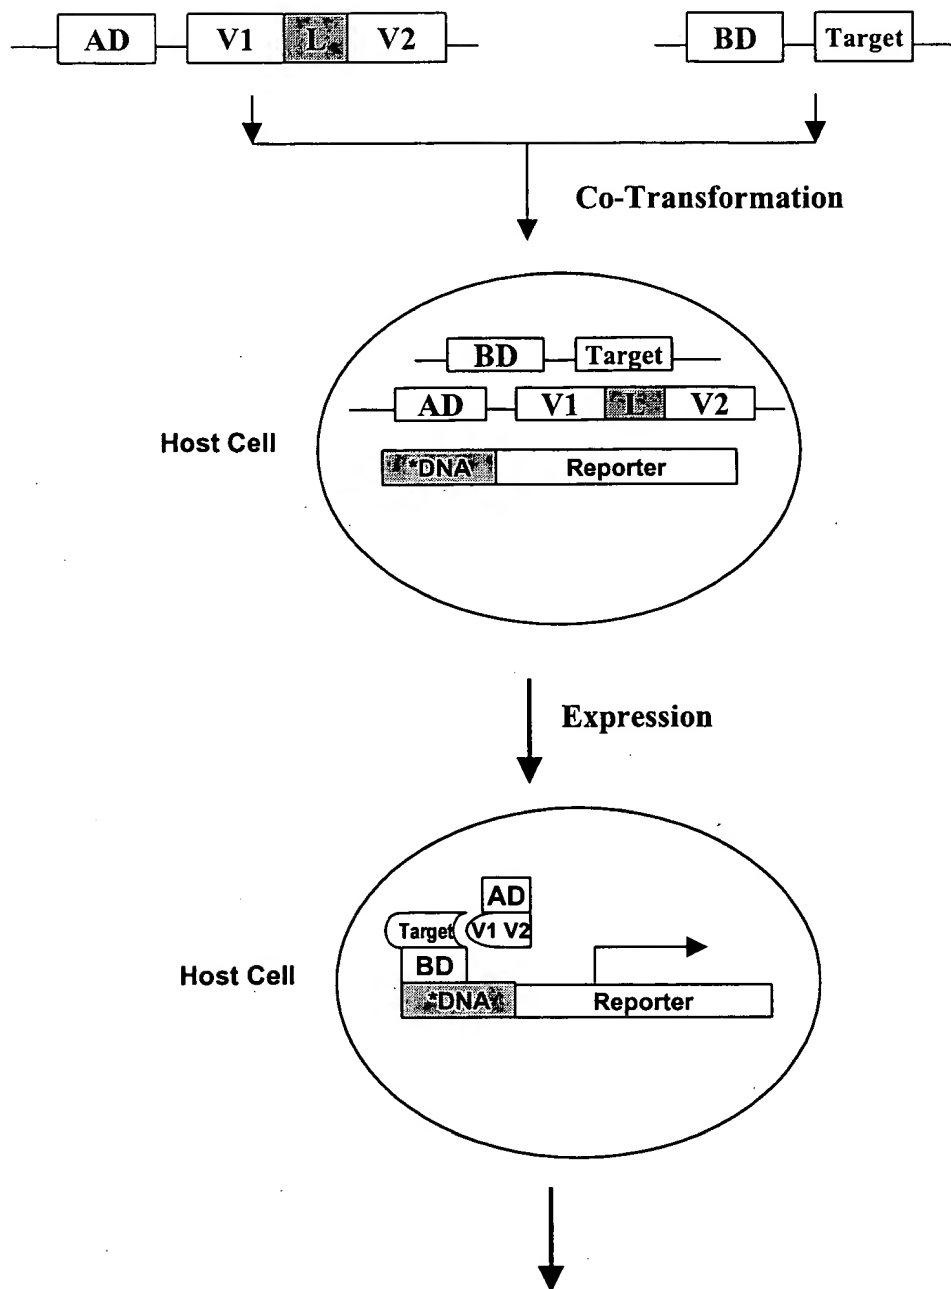 AD V1 L V2 BD Target
Co-Transformation
BD Target
AD V1 L V2
Host Cell
*DNA Reporter
Expression
AD
Target V1 V2
BD
Host Cell
*DNA Reporter